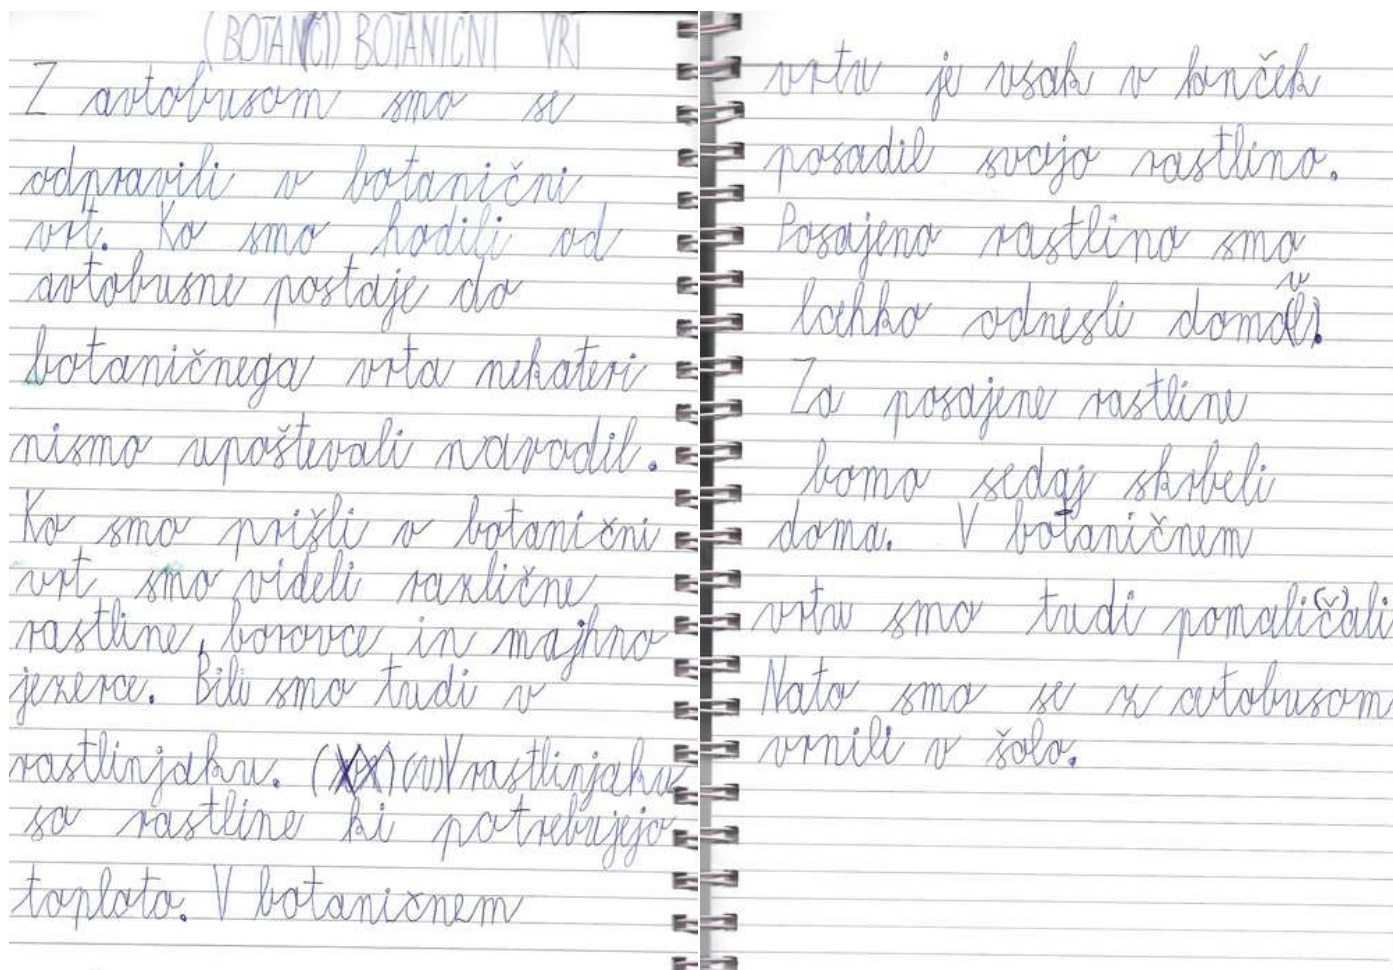 (BOTANČI) BOTANIČNI VRT
Z avtobusom smo se
odpravili v botanični
vrt. Ko smo hodili od
avtobusne postaje do
botaničnega vrta nekateri
nismo upoštevali navodil.
Ko smo prišli v botanični
vrt smo videli različne
rastline, borovce in majhno
jezerce. Bili smo tudi v
rastlinjaku. (v) V rastlinjaku
so rastline ki potrebujejo
toploto. V botaničnem
vrtu je vsak v lonček
posadil svojo rastlino.
Posajeno rastlino smo
lahko odnesli domov.
Za posajene rastline
bomo sedaj skrbeli
doma. V botaničnem
vrtu smo tudi pomaličali
Nato smo se z avtobusom
vrnili v šolo.